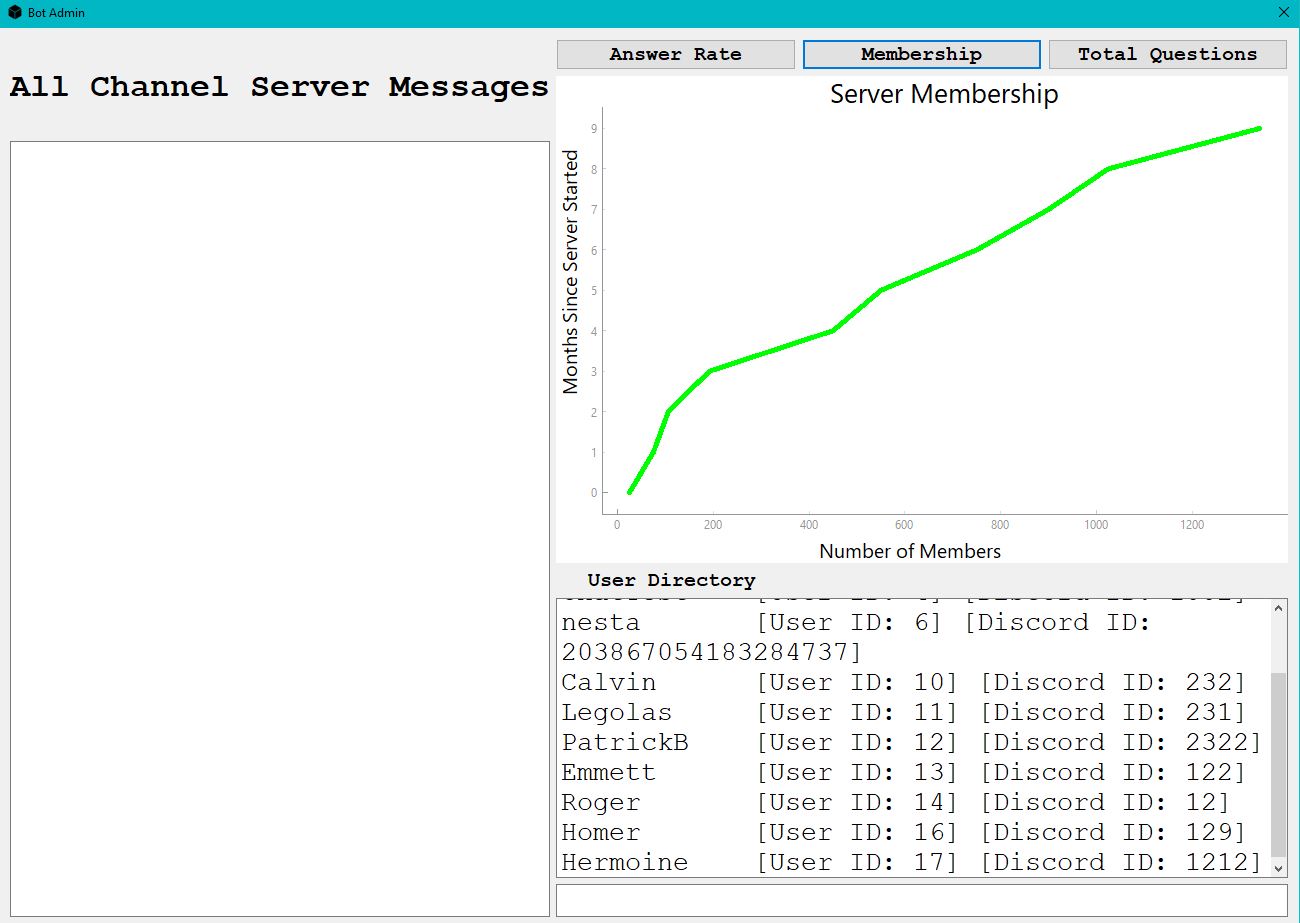 Bot Admin
All Channel Server Messages
Answer Rate
Membership
Total Questions
Server Membership
Months Since Server Started
9
8
7
6
5
4
3
2
1
0
0 200 400 600 800 1000 1200
Number of Members
User Directory
nesta [User ID: 6] [Discord ID:
203867054183284737]
Calvin [User ID: 10] [Discord ID: 232]
Legolas [User ID: 11] [Discord ID: 231]
PatrickB [User ID: 12] [Discord ID: 2322]
Emmett [User ID: 13] [Discord ID: 122]
Roger [User ID: 14] [Discord ID: 12]
Homer [User ID: 16] [Discord ID: 129]
Hermoine [User ID: 17] [Discord ID: 1212]